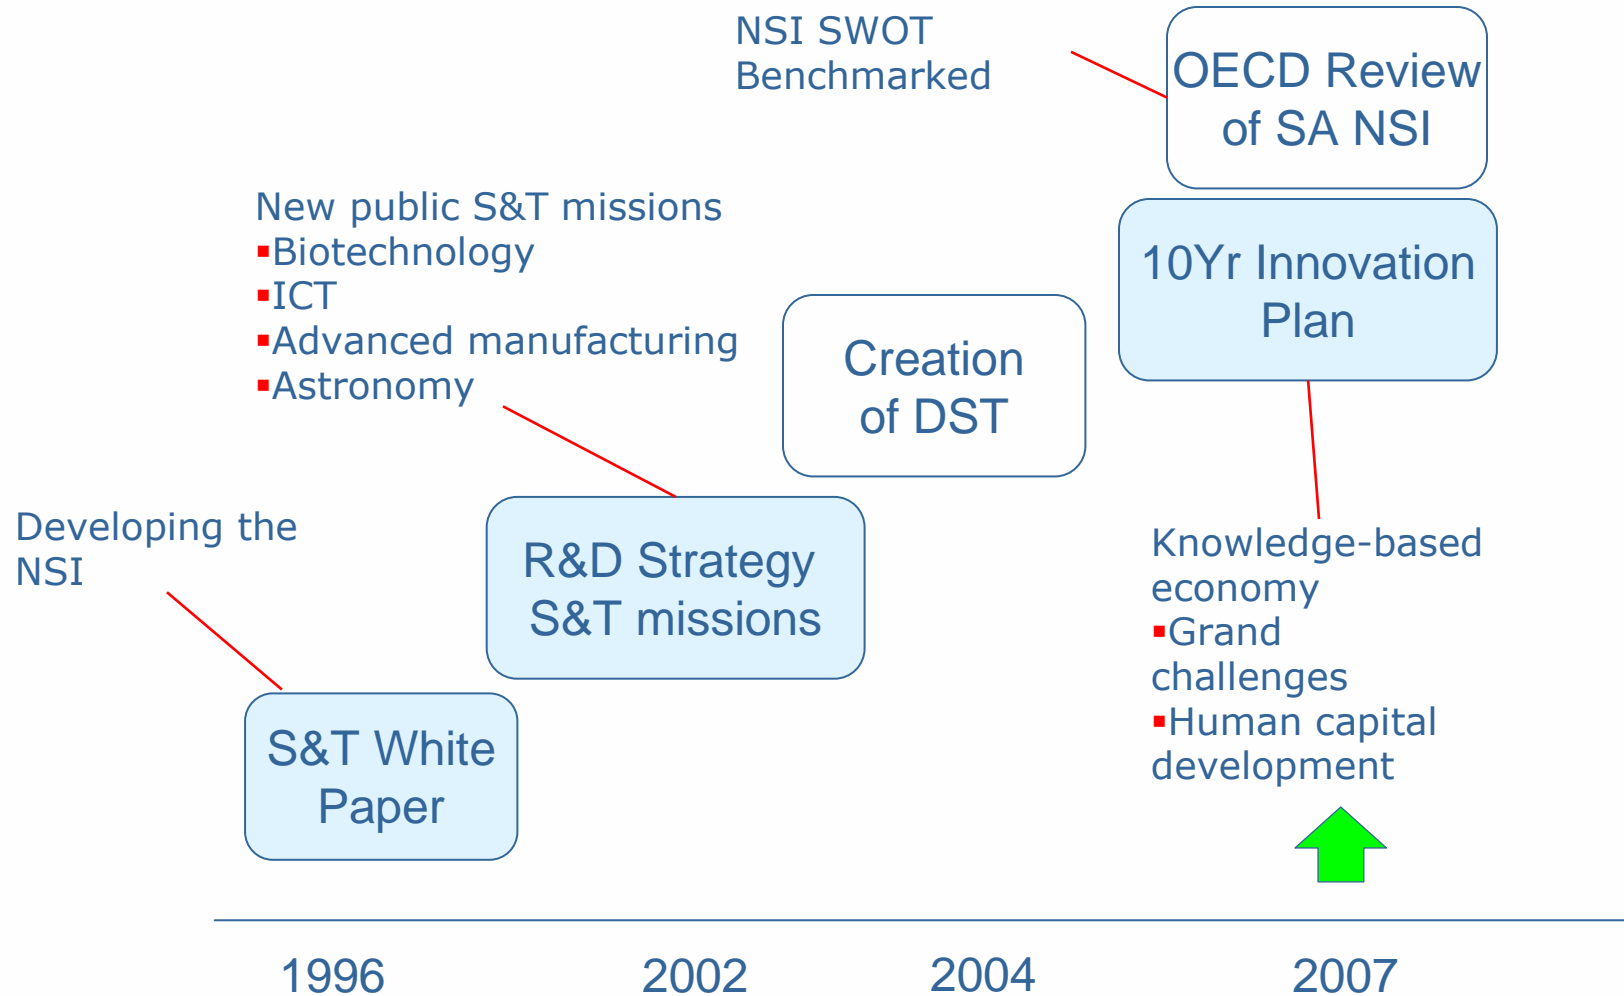 NSI SWOT
Benchmarked
OECD Review
of SA NSI
New public S&T missions
▪Biotechnology
▪ICT
▪Advanced manufacturing
▪Astronomy
10Yr Innovation
Plan
Creation
of DST
Developing the
NSI
R&D Strategy
S&T missions
Knowledge-based
economy
▪Grand
challenges
▪Human capital
development
S&T White
Paper
1996
2002
2004
2007